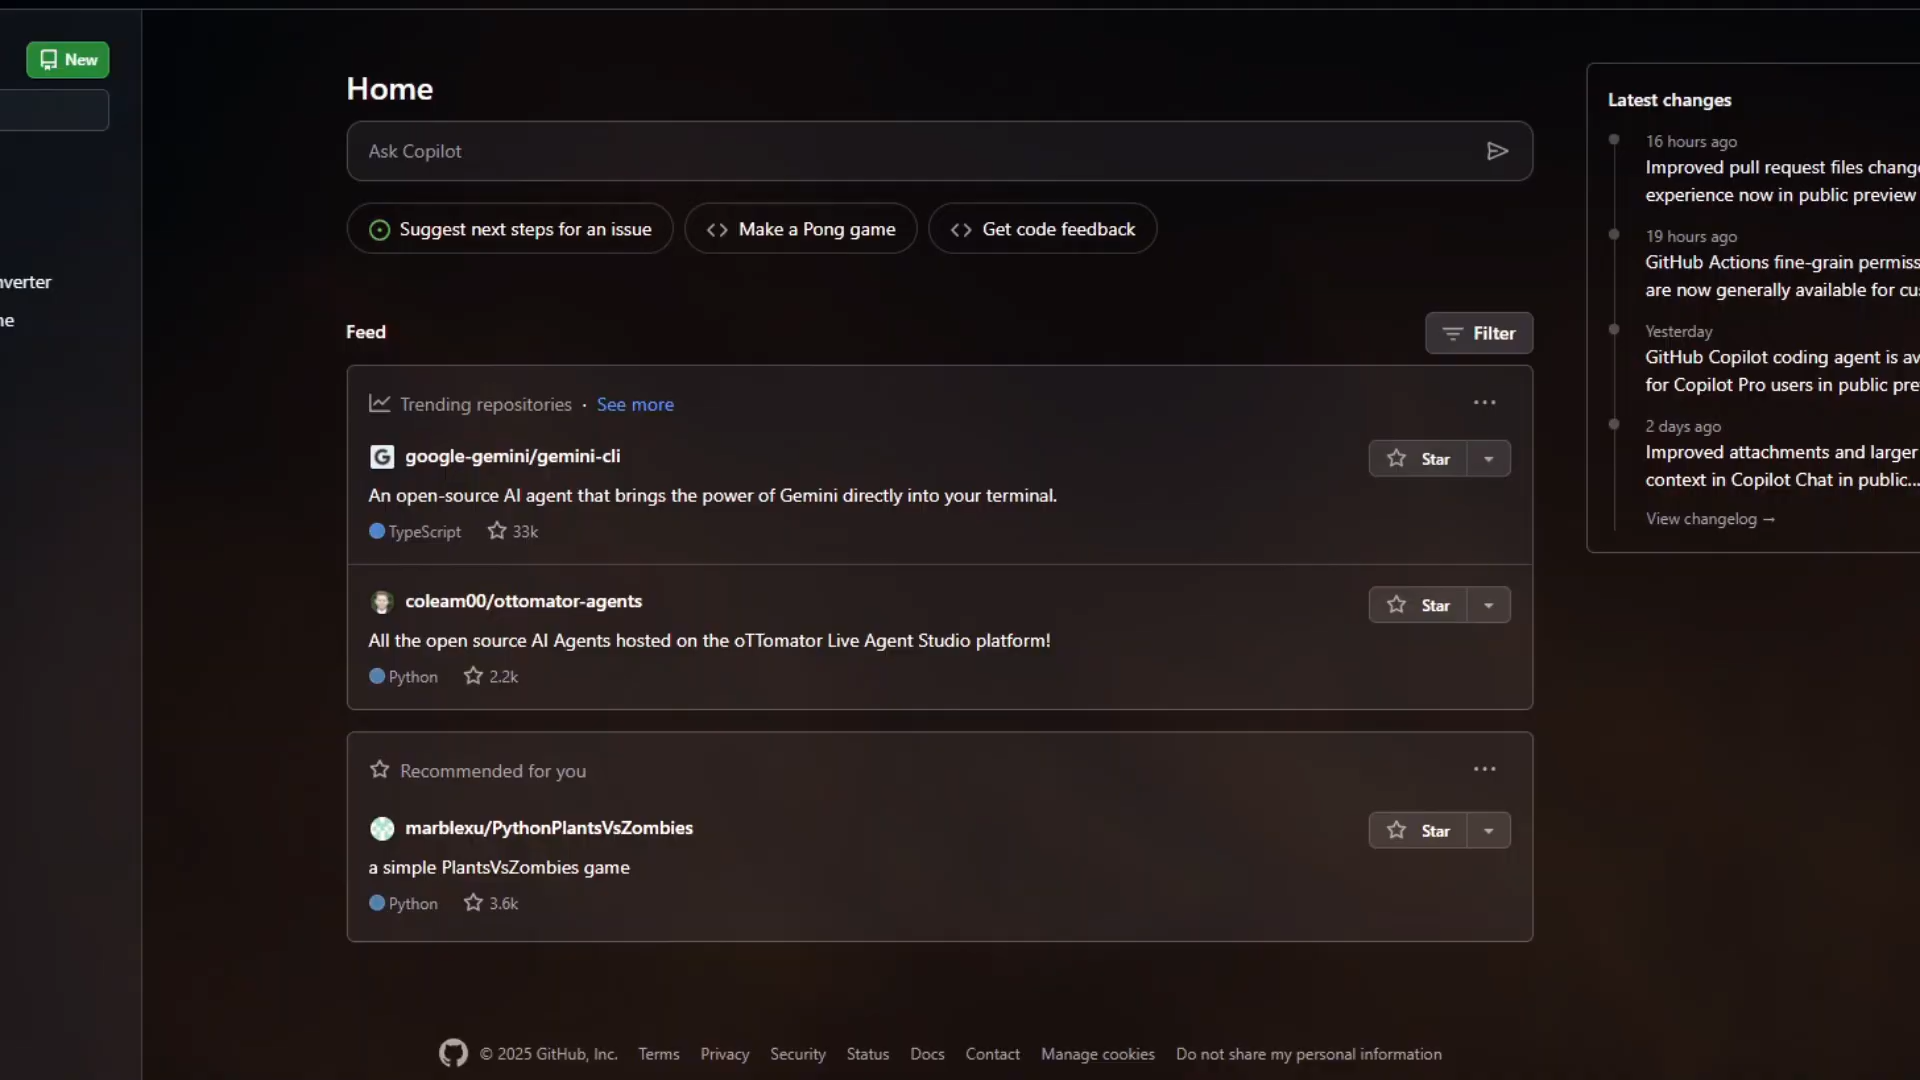 New
nverter
ne
Home
Ask Copilot
Suggest next steps for an issue
Make a Pong game
Get code feedback
Feed
Filter
Trending repositories · See more
google-gemini/gemini-cli
Star
An open-source AI agent that brings the power of Gemini directly into your terminal.
TypeScript 33k
coleam00/ottomator-agents
Star
All the open source AI Agents hosted on the oTTomator Live Agent Studio platform!
Python 2.2k
Recommended for you
marblexu/PythonPlantsVsZombies
Star
a simple PlantsVsZombies game
Python 3.6k
Latest changes
16 hours ago
Improved pull request files change
experience now in public preview
19 hours ago
GitHub Actions fine-grain permiss
are now generally available for cus
Yesterday
GitHub Copilot coding agent is av
for Copilot Pro users in public pre
2 days ago
Improved attachments and larger
context in Copilot Chat in public...
View changelog →
© 2025 GitHub, Inc. Terms Privacy Security Status Docs Contact Manage cookies Do not share my personal information